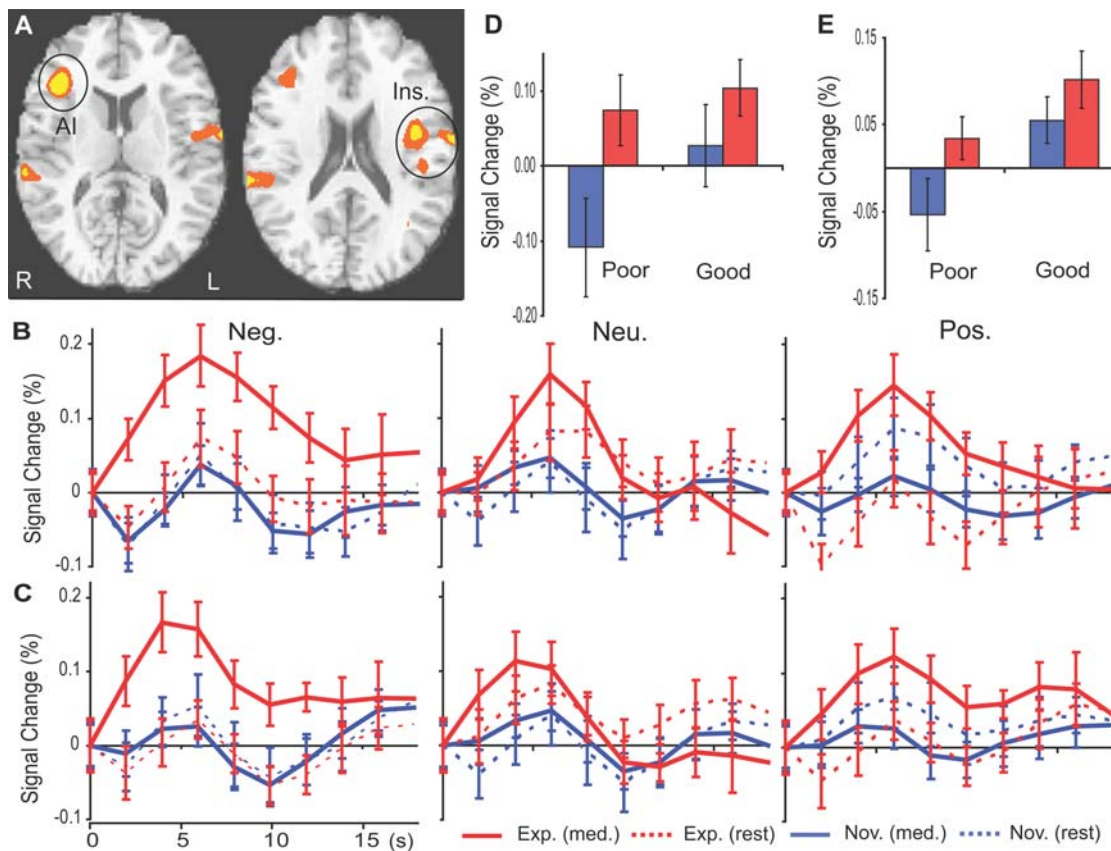 A
AI
Ins.
R
L
D
Signal Change (%)
0.10
0.00
-0.10
-0.20
Poor
Good
E
Signal Change (%)
0.15
0.05
-0.05
-0.15
Poor
Good
B
Neg.
Neu.
Pos.
Signal Change (%)
0.2
0.1
0
-0.1
C
Signal Change (%)
0.2
0.1
0
-0.1
0
5
10
15
(s)
Exp. (med.)
Exp. (rest)
Nov. (med.)
Nov. (rest)